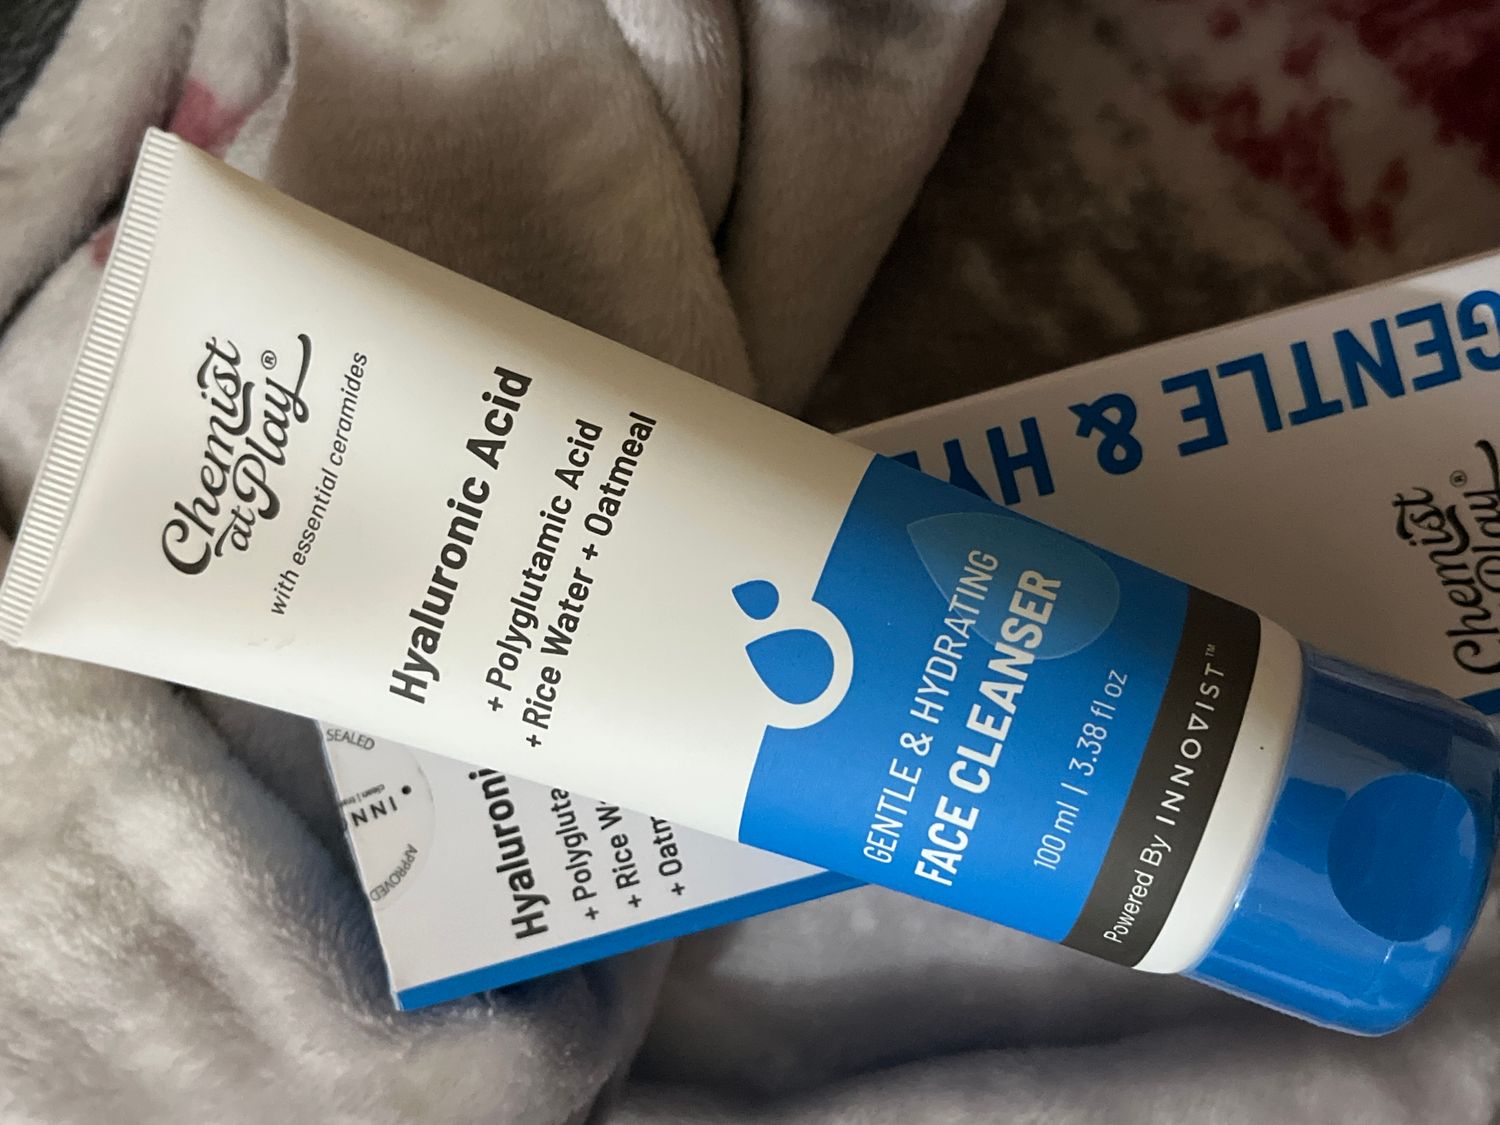 Chemist
at Play®
with essential ceramides
Hyaluronic Acid
+ Polyglutamic Acid
+ Rice Water + Oatmeal
GENTLE & HYDRATING
FACE CLEANSER
100 ml | 3.38 fl oz
Powered By INNOVIST™
GENTLE & HY
Chemist
at Play®
SEALED
INN
APPROVED
Hyaluroni
+ Polygluta
+ Rice W
+ Oatm